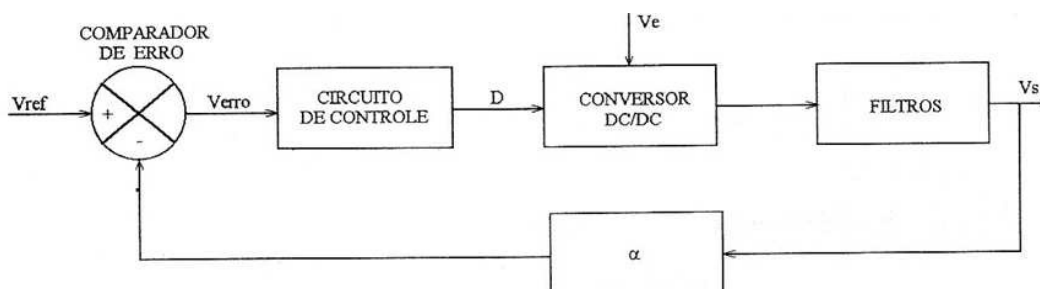 COMPARADOR
DE ERRO
Vref
+
-
Verro
CIRCUITO
DE CONTROLE
D
Ve
CONVERSOR
DC/DC
FILTROS
Vs
α